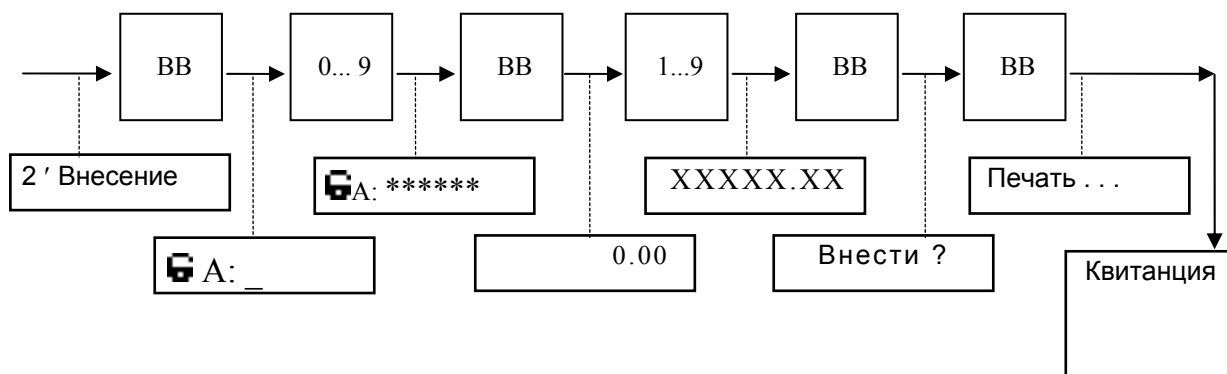 ВВ
0... 9
ВВ
1...9
ВВ
ВВ
2 ′ Внесение
А: ******
XXXXX.XX
Печать . . .
А: _
0.00
Внести ?
Квитанция